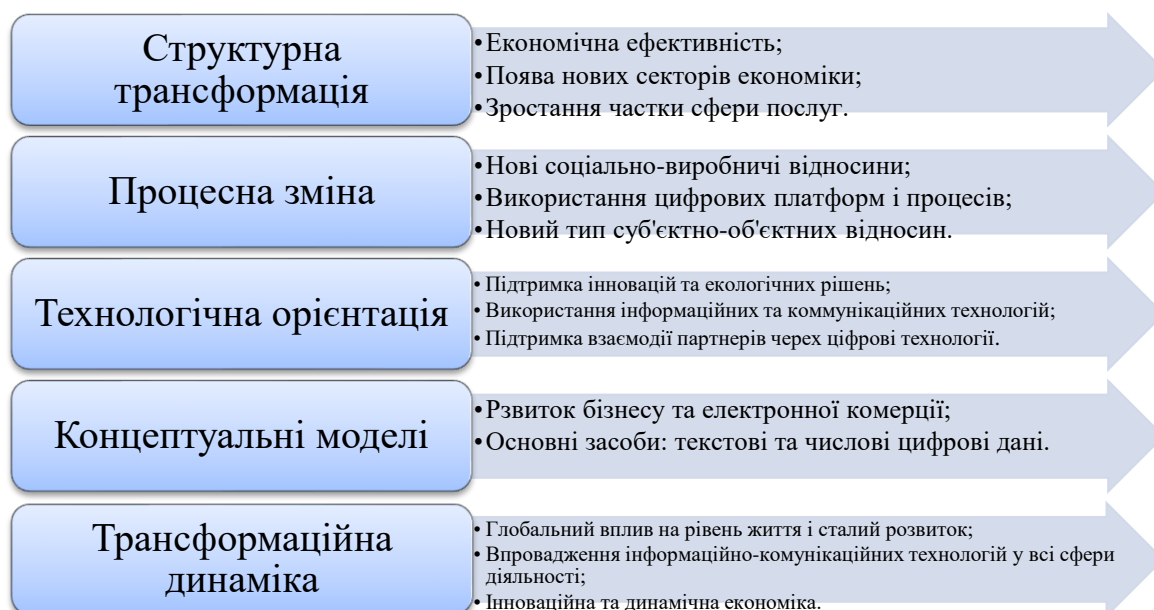 Структурна
трансформація
•Економічна ефективність;
•Поява нових секторів економіки;
•Зростання частки сфери послуг.
Процесна зміна
•Нові соціально-виробничі відносини;
•Використання цифрових платформ і процесів;
•Новий тип суб'єктно-об'єктних відносин.
Технологічна орієнтація
• Підтримка інновацій та екологічних рішень;
• Використання інформаційних та коммунікаційних технологій;
• Підтримка взаємодії партнерів черех ціфрові технології.
Концептуальні моделі
•Рзвиток бізнесу та електронної комерції;
•Основні засоби: текстові та числові цифрові дані.
Трансформаційна
динаміка
• Глобальний вплив на рівень життя і сталий розвиток;
• Впровадження інформаційно-комунікаційних технологій у всі сфери
діяльності;
• Інноваційна та динамічна економіка.